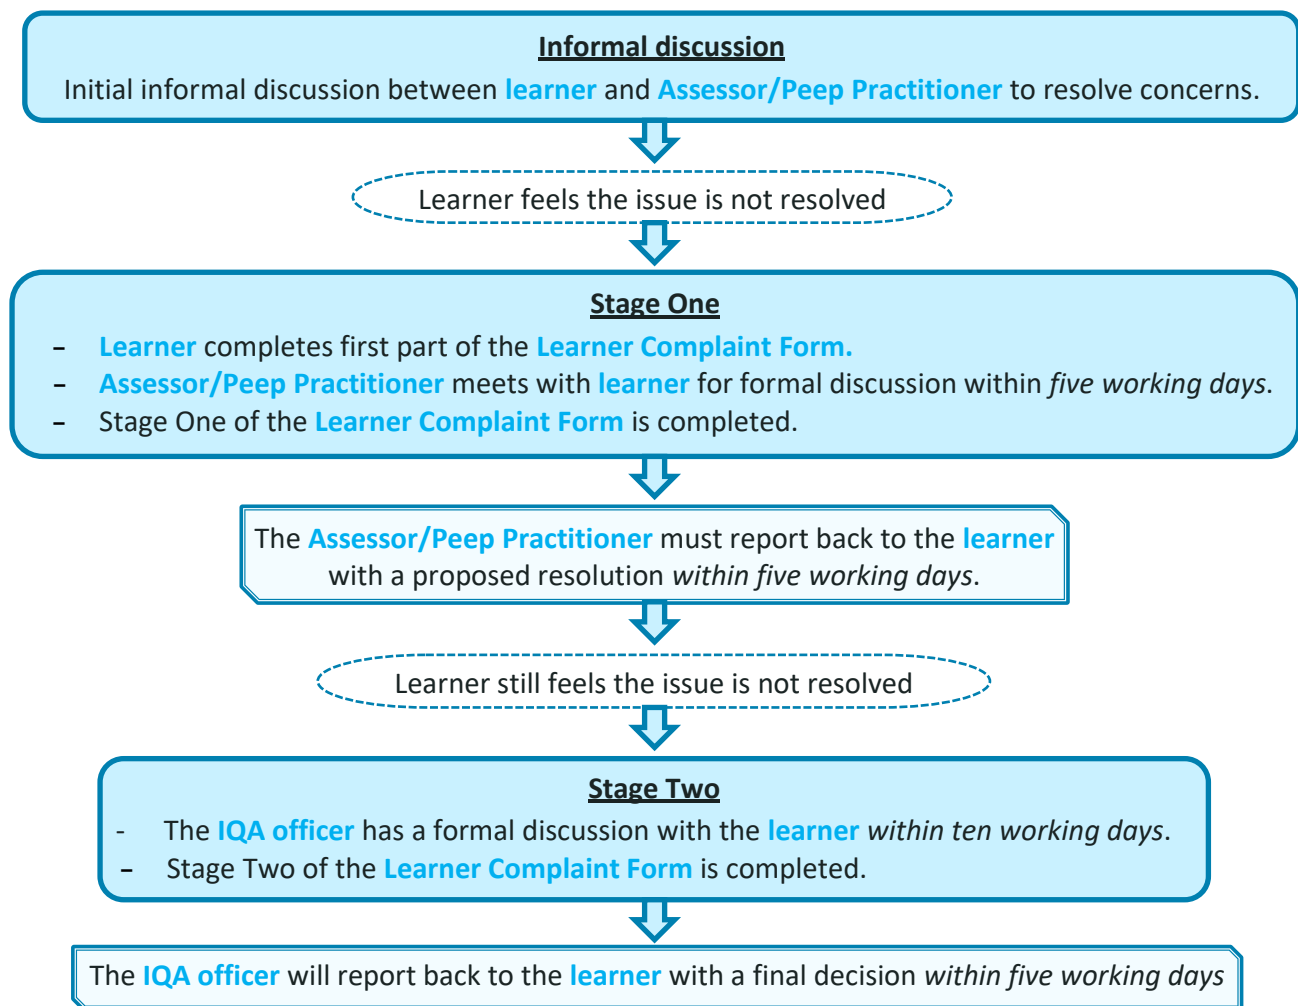 Informal discussion
Initial informal discussion between learner and Assessor/Peep Practitioner to resolve concerns.
Learner feels the issue is not resolved
Stage One
– Learner completes first part of the Learner Complaint Form.
– Assessor/Peep Practitioner meets with learner for formal discussion within five working days.
– Stage One of the Learner Complaint Form is completed.
The Assessor/Peep Practitioner must report back to the learner
with a proposed resolution within five working days.
Learner still feels the issue is not resolved
Stage Two
- The IQA officer has a formal discussion with the learner within ten working days.
– Stage Two of the Learner Complaint Form is completed.
The IQA officer will report back to the learner with a final decision within five working days